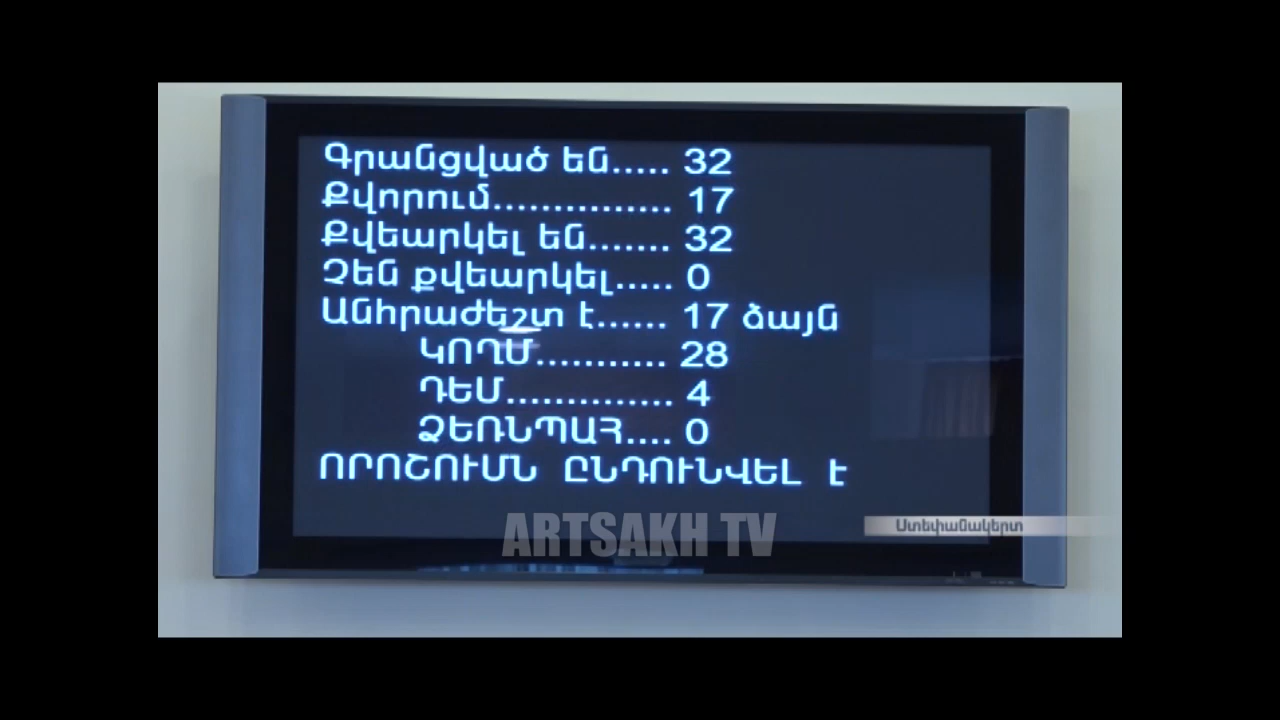 Գրանցված են..... 32
Քվորում............... 17
Քվեարկել են....... 32
Չեն քվեարկել..... 0
Անհրաժեշտ է...... 17 ձայն
ԿՈՂՄ........... 28
ԴԵՄ.............. 4
ՁԵՌՆՊԱՀ.... 0
ՈՐՈՇՈՒՄՆ ԸՆԴՈՒՆՎԵԼ է
ARTSAKH TV
Ստեփանակերտ